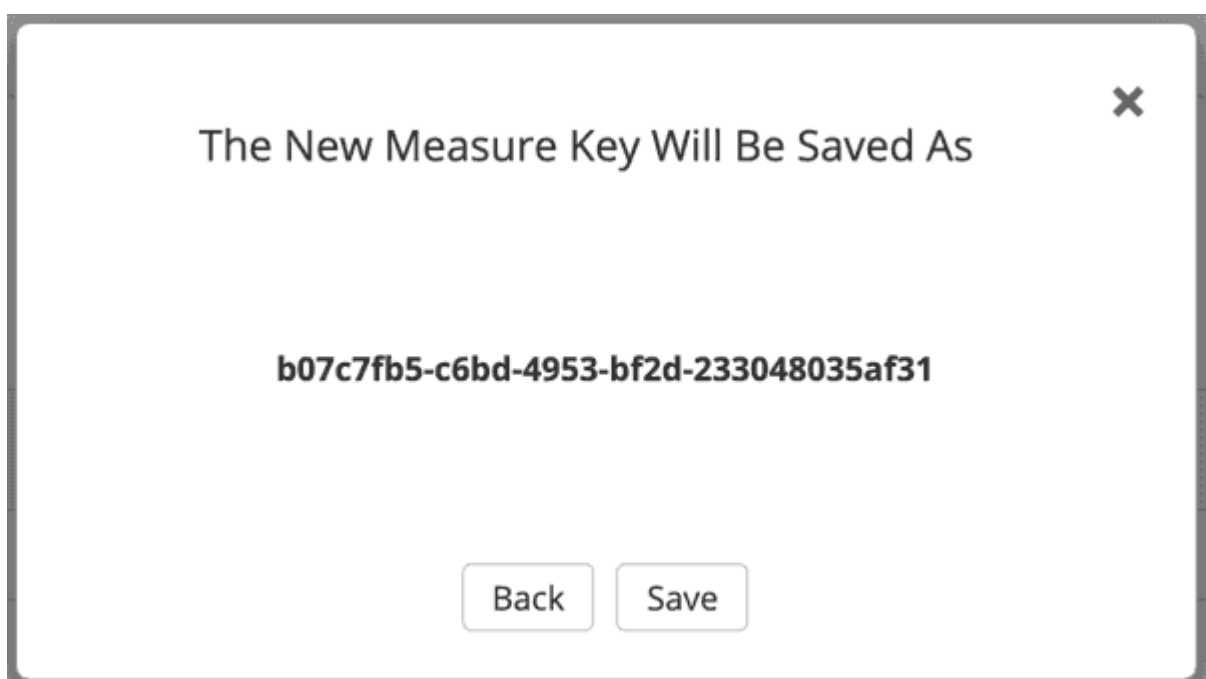 The New Measure Key Will Be Saved As
b07c7fb5-c6bd-4953-bf2d-233048035af31
Back Save